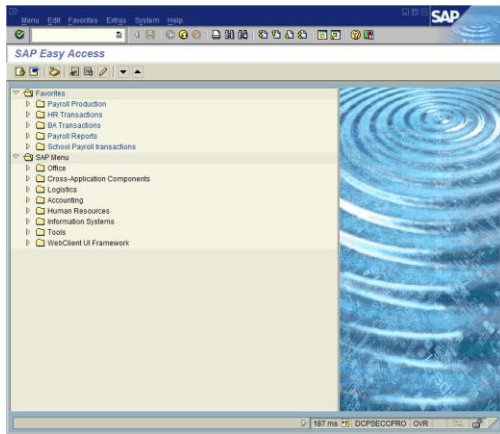 Menu Edit Favorites Extras System Help
SAP
SAP Easy Access
Favorites
Payroll Production
HR Transactions
BA Transactions
Payroll Reports
School Payroll transactions
SAP Menu
Office
Cross-Application Components
Logistics
Accounting
Human Resources
Information Systems
Tools
WebClient UI Framework
187 ms DCPSECCPRO OVR